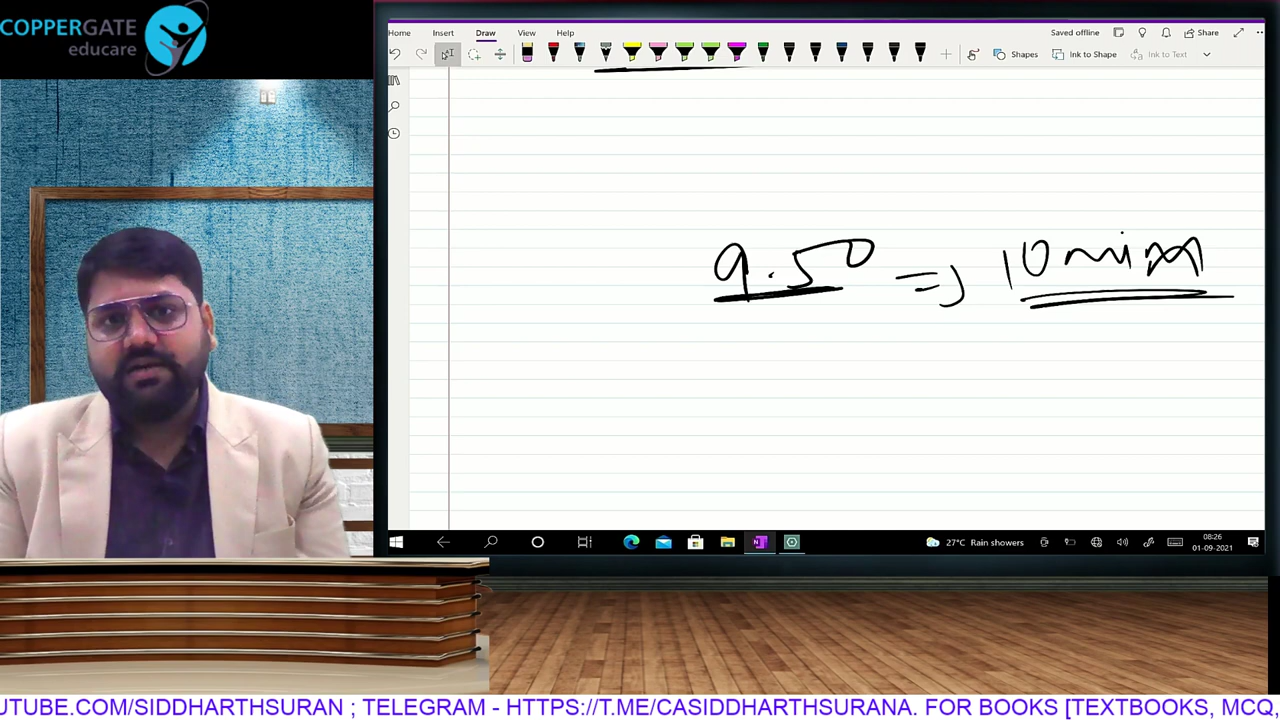 COPPERGATE
educare
Home Insert Draw View Help
Saved offline Share
Shapes Ink to Shape Ink to Text
9.50 => 10 min
27°C Rain showers
08:26
01-09-2021
UTUBE.COM/SIDDHARTHSURAN ; TELEGRAM - HTTPS://T.ME/CASIDDHARTHSURANA. FOR BOOKS [TEXTBOOKS, MCQ,